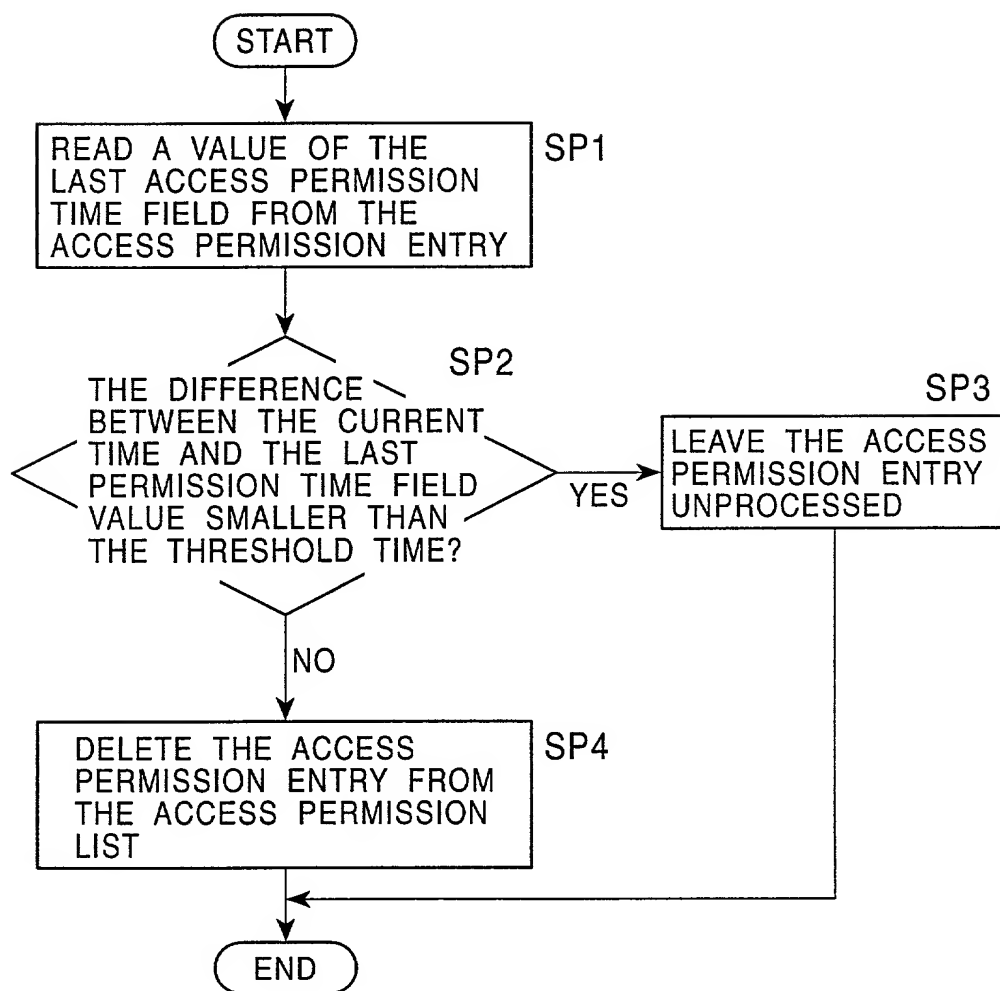 START
READ A VALUE OF THE
LAST ACCESS PERMISSION
TIME FIELD FROM THE
ACCESS PERMISSION ENTRY
SP1
SP2
THE DIFFERENCE
BETWEEN THE CURRENT
TIME AND THE LAST
PERMISSION TIME FIELD
VALUE SMALLER THAN
THE THRESHOLD TIME?
YES
SP3
LEAVE THE ACCESS
PERMISSION ENTRY
UNPROCESSED
NO
DELETE THE ACCESS
PERMISSION ENTRY FROM
THE ACCESS PERMISSION
LIST
SP4
END